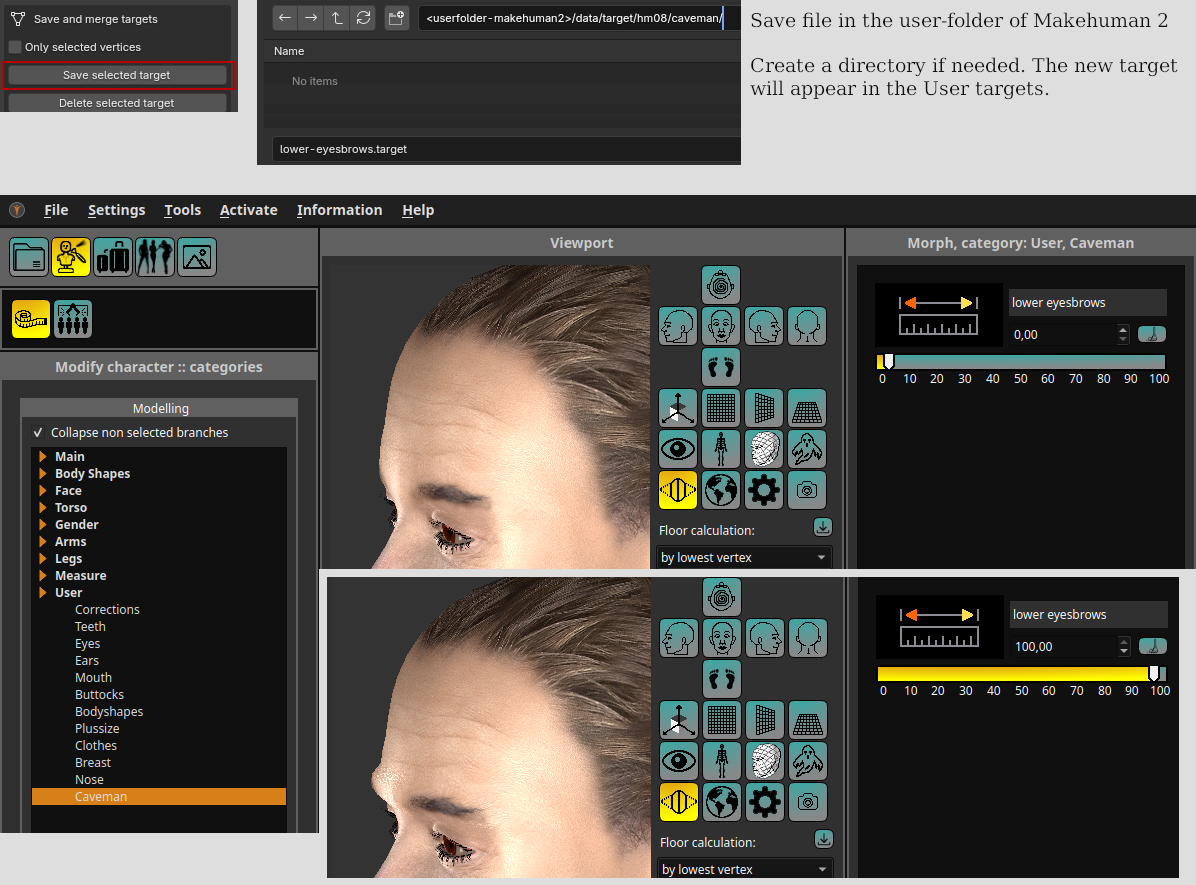 Save and merge targets
Only selected vertices
Save selected target
Delete selected target
<userfolder-makehuman2>/data/target/hm08/caveman/
Name
No items
lower-eyesbrows.target
Save file in the user-folder of Makehuman 2
Create a directory if needed. The new target
will appear in the User targets.
File Settings Tools Activate Information Help
Modify character :: categories
Modelling
Collapse non selected branches
Main
Body Shapes
Face
Torso
Gender
Arms
Legs
Measure
User
Corrections
Teeth
Eyes
Ears
Mouth
Buttocks
Bodyshapes
Plussize
Clothes
Breast
Nose
Caveman
Viewport
Floor calculation:
by lowest vertex
Morph, category: User, Caveman
lower eyesbrows
0,00
0 10 20 30 40 50 60 70 80 90 100
Floor calculation:
by lowest vertex
lower eyesbrows
100,00
0 10 20 30 40 50 60 70 80 90 100